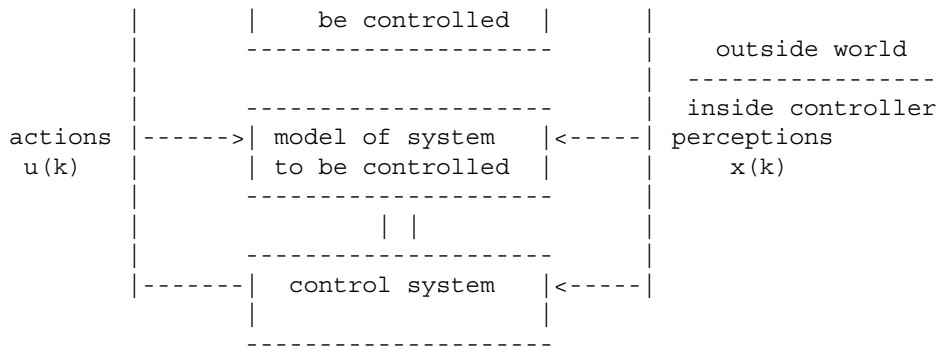 be controlled
outside world
inside controller
actions model of system perceptions
u(k) to be controlled x(k)
control system